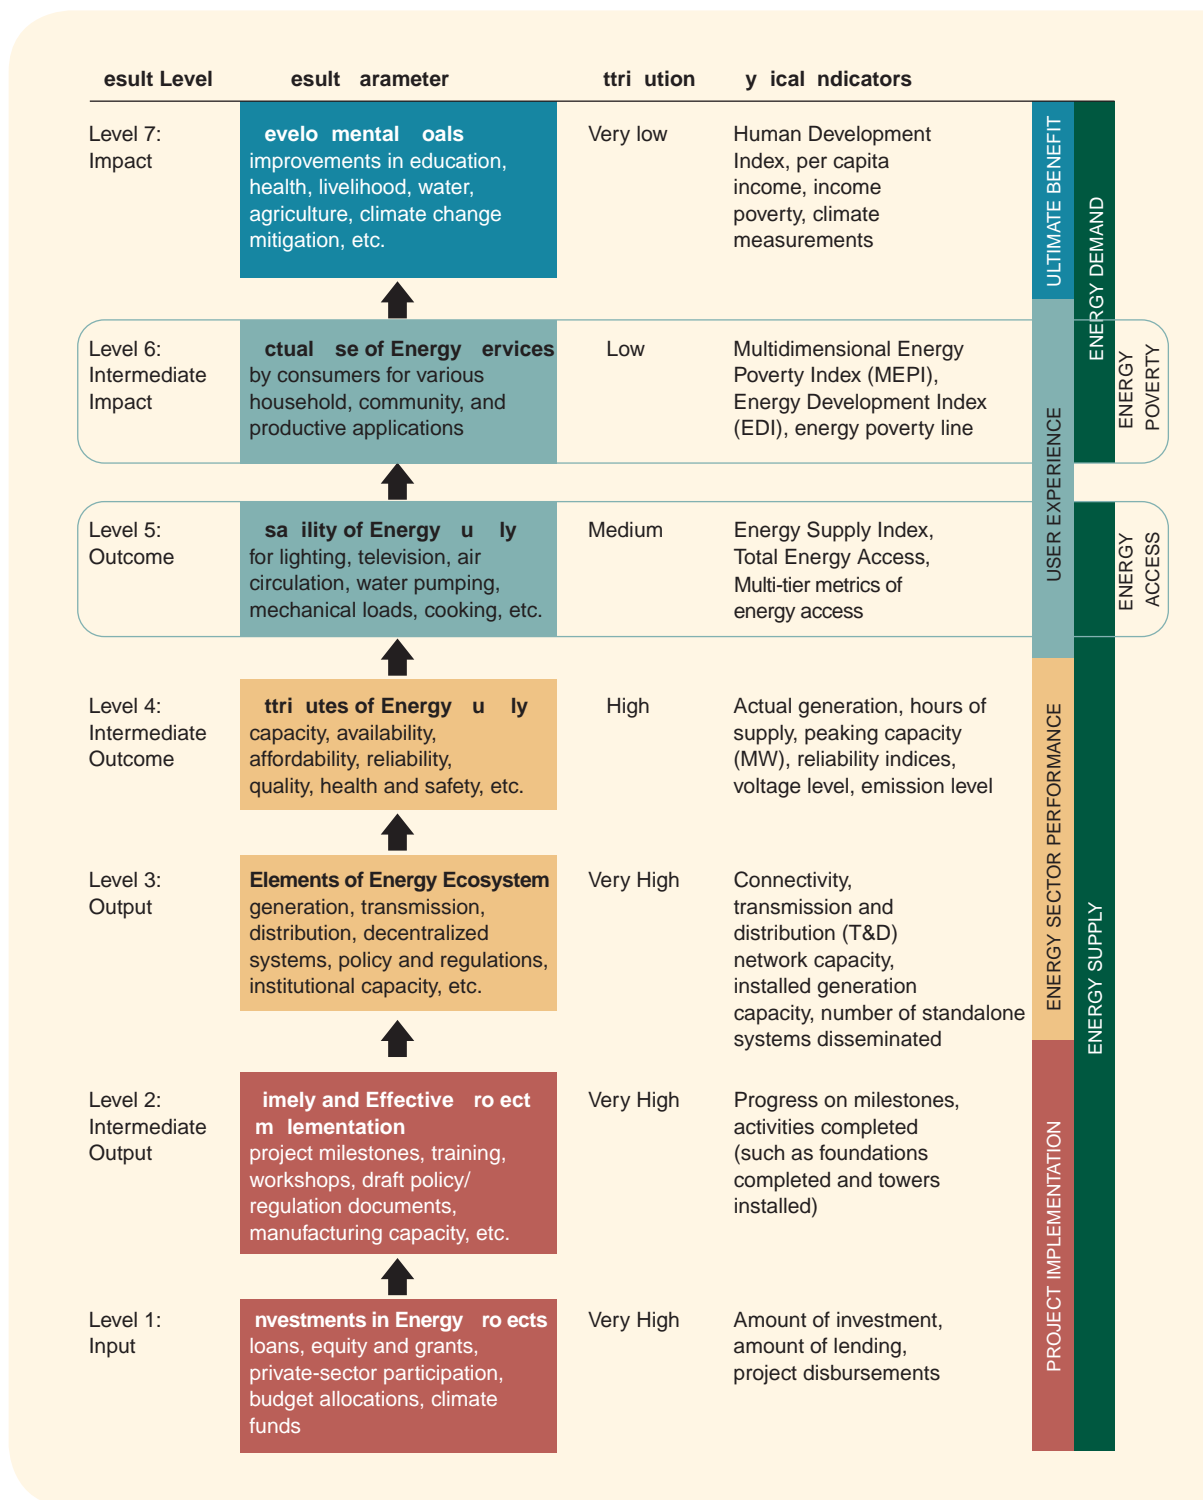 esult Level
esult arameter
ttri ution
y ical ndicators
Level 7:
Impact
evelo mental oals
improvements in education,
health, livelihood, water,
agriculture, climate change
mitigation, etc.
Very low
Human Development
Index, per capita
income, income
poverty, climate
measurements
Level 6:
Intermediate
Impact
ctual se of Energy ervices
by consumers for various
household, community, and
productive applications
Low
Multidimensional Energy
Poverty Index (MEPI),
Energy Development Index
(EDI), energy poverty line
Level 5:
Outcome
sa ility of Energy u ly
for lighting, television, air
circulation, water pumping,
mechanical loads, cooking, etc.
Medium
Energy Supply Index,
Total Energy Access,
Multi-tier metrics of
energy access
Level 4:
Intermediate
Outcome
ttri utes of Energy u ly
capacity, availability,
affordability, reliability,
quality, health and safety, etc.
High
Actual generation, hours of
supply, peaking capacity
(MW), reliability indices,
voltage level, emission level
Level 3:
Output
Elements of Energy Ecosystem
generation, transmission,
distribution, decentralized
systems, policy and regulations,
institutional capacity, etc.
Very High
Connectivity,
transmission and
distribution (T&D)
network capacity,
installed generation
capacity, number of standalone
systems disseminated
Level 2:
Intermediate
Output
imely and Effective ro ect
m lementation
project milestones, training,
workshops, draft policy/
regulation documents,
manufacturing capacity, etc.
Very High
Progress on milestones,
activities completed
(such as foundations
completed and towers
installed)
Level 1:
Input
nvestments in Energy ro ects
loans, equity and grants,
private-sector participation,
budget allocations, climate
funds
Very High
Amount of investment,
amount of lending,
project disbursements
ULTIMATE BENEFIT
USER EXPERIENCE
ENERGY SECTOR PERFORMANCE
PROJECT IMPLEMENTATION
ENERGY DEMAND
ENERGY SUPPLY
ENERGY
POVERTY
ENERGY
ACCESS